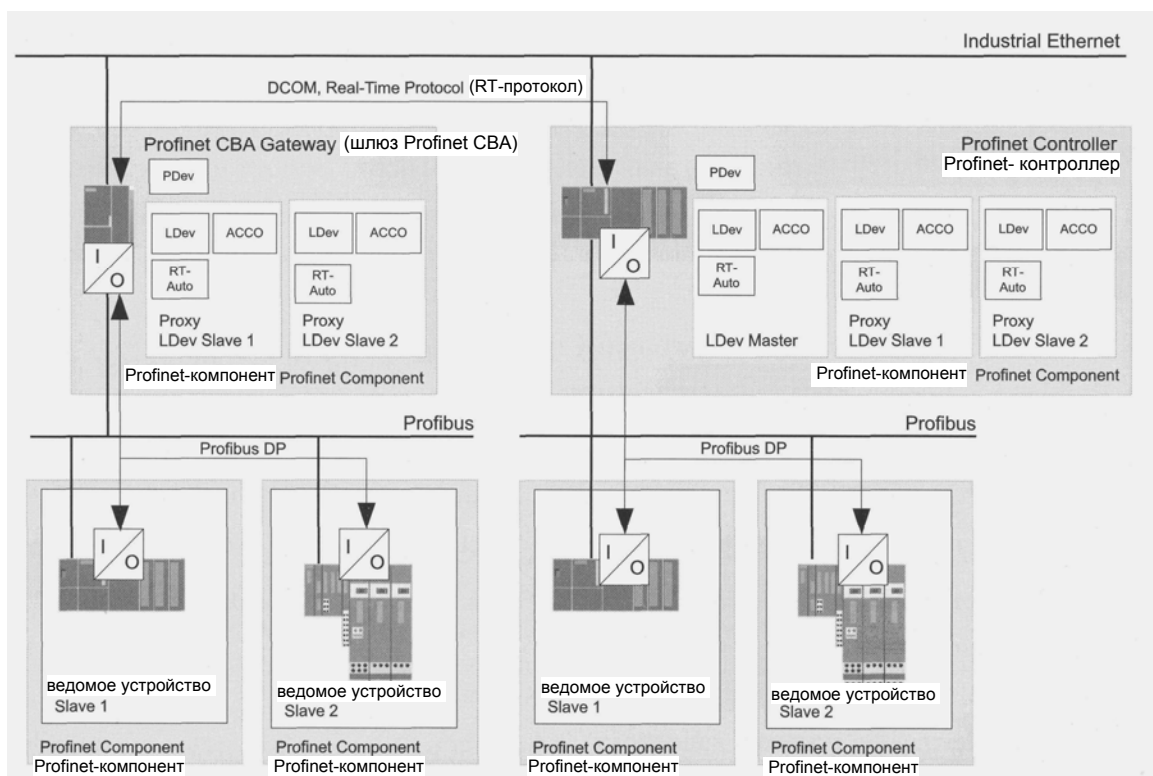 Industrial Ethernet
DCOM, Real-Time Protocol (RT-протокол)
Profinet CBA Gateway (шлюз Profinet CBA)
PDev
LDev ACCO
RT-
Auto
Proxy
LDev Slave 1
LDev ACCO
RT-
Auto
Proxy
LDev Slave 2
I
O
Profinet-компонент Profinet Component
Profinet Controller
Profinet- контроллер
PDev
LDev ACCO
RT-
Auto
LDev Master
LDev ACCO
RT-
Auto
Proxy
LDev Slave 1
LDev ACCO
RT-
Auto
Proxy
LDev Slave 2
I
O
Profinet-компонент Profinet Component
Profibus
Profibus DP
I
O
ведомое устройство
Slave 1
Profinet Component
Profinet-компонент
I
O
ведомое устройство
Slave 2
Profinet Component
Profinet-компонент
Profibus
Profibus DP
I
O
ведомое устройство
Slave 1
Profinet Component
Profinet-компонент
I
O
ведомое устройство
Slave 2
Profinet Component
Profinet-компонент